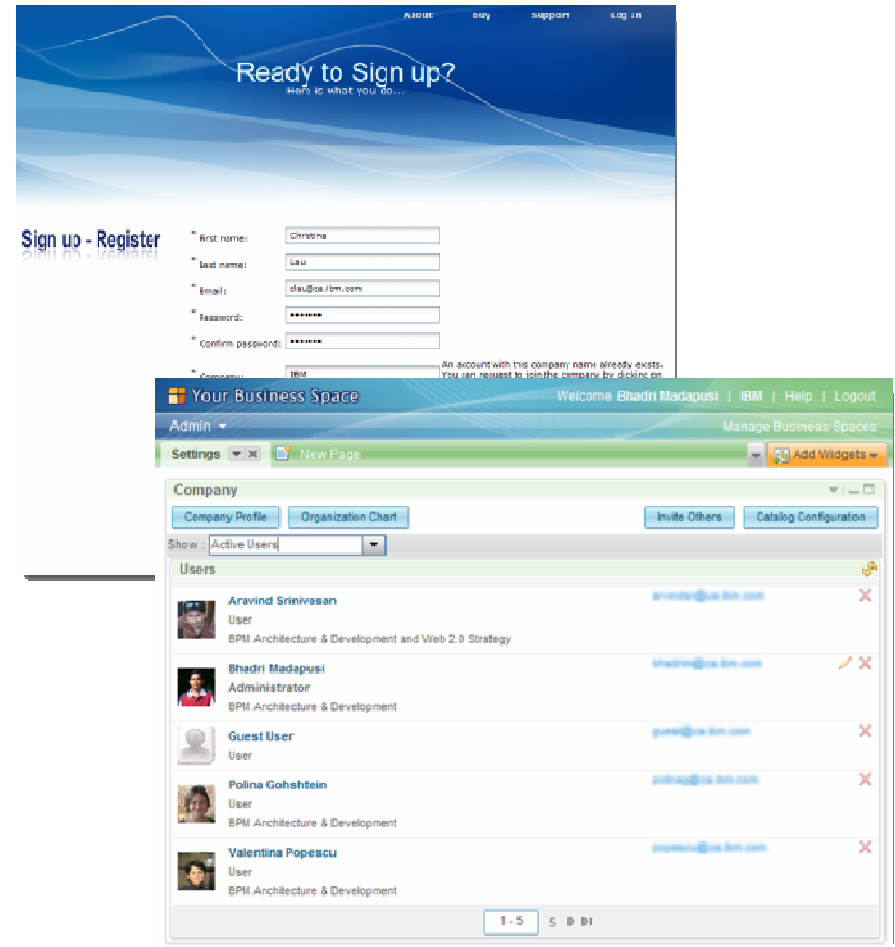 About Buy Support Log In
Ready to Sign up?
Here is what you do...
Sign up - Register
* First name: Christina
* Last name: Lau
* Email: clau@ca.ibm.com
* Password: •••••••
* Confirm password: •••••••
* Company: IBM
An account with this company name already exists.
You can request to join the company by clicking on
Your Business Space
Welcome Bhadri Madapusi | IBM | Help | Logout
Admin
Manage Business Spaces
Settings New Page Add Widgets
Company
Company Profile Organization Chart Invite Others Catalog Configuration
Show : Active Users
Users
Aravind Srinivasan
User
BPM Architecture & Development and Web 2.0 Strategy
Bhadri Madapusi
Administrator
BPM Architecture & Development
Guest User
User
Polina Gohshtein
User
BPM Architecture & Development
Valentina Popescu
User
BPM Architecture & Development
1 - 5 5